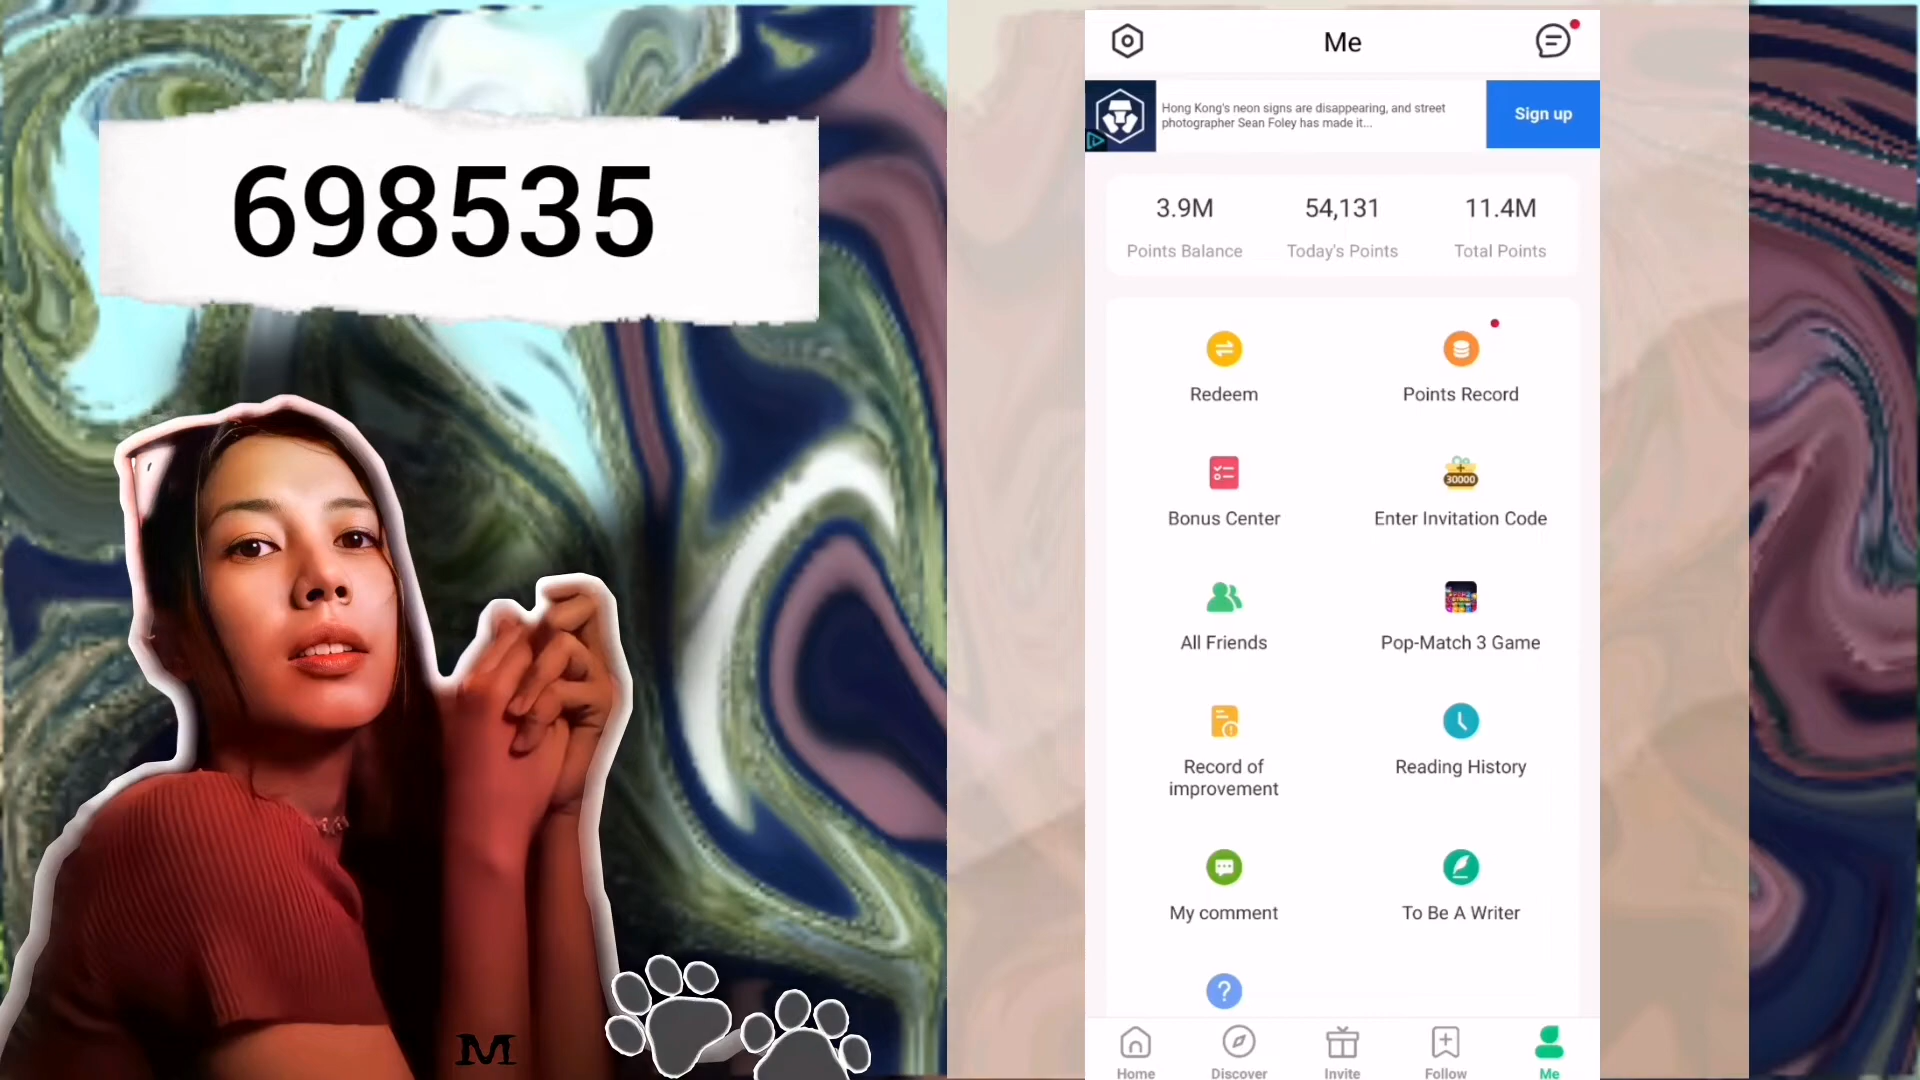 698535
M
Me
Hong Kong's neon signs are disappearing, and street
photographer Sean Foley has made it...
Sign up
3.9M 54,131 11.4M
Points Balance Today's Points Total Points
Redeem Points Record
30000
Bonus Center Enter Invitation Code
All Friends Pop-Match 3 Game
Record of
improvement
Reading History
My comment To Be A Writer
?
Home Discover Invite Follow Me